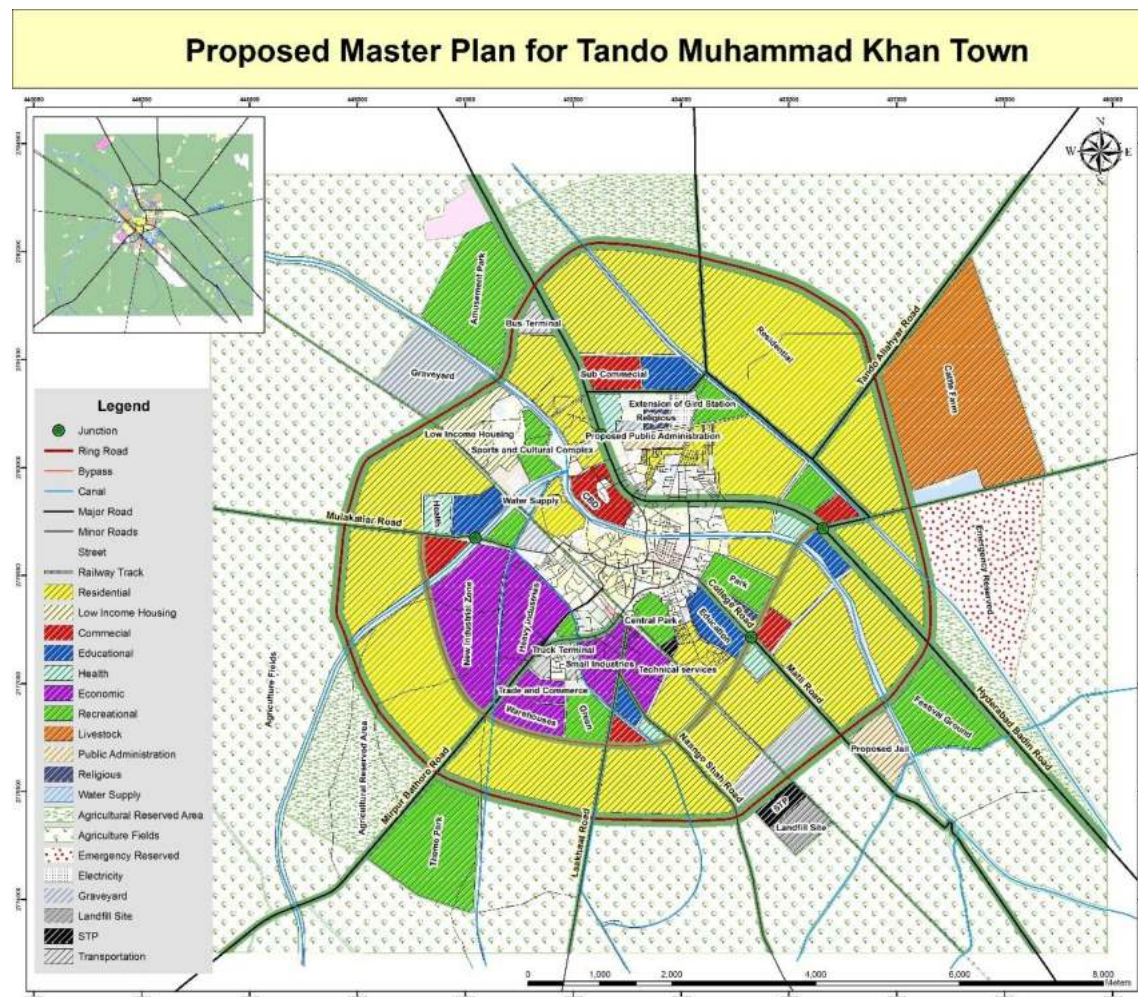 Proposed Master Plan for Tando Muhammad Khan Town
N
W
E
Amusement Park
Bus Terminal
Graveyard
Residential
Tando Allahyar Road
Sub Commecial
Cattle Farm
Extension of Gird Station
Religious
Low Income Housing
Proposed Public Administration
Sports and Cultural Complex
CBD
Water Supply
Health
Mulakatiar Road
Emergency Reserved
Park
College Road
Education
New Industrial Zone
Heavy industries
Central Park
Truck Terminal
Small Industries
Technical services
Matli Road
Trade and Commerce
Warehouses
Green
Festival Ground
Hyderabad Badin Road
Agriculture Fields
Agricultural Reserved Area
Proposed Jail
Mirpur Bathoro Road
Nasngo Shah Road
STP
Landfill Site
Theme Park
Laakhaat Road
Legend
Junction
Ring Road
Bypass
Canal
Major Road
Minor Roads
Street
Railway Track
Residential
Low Income Housing
Commecial
Educational
Health
Economic
Recreational
Livestock
Public Administration
Religious
Water Supply
Agricultural Reserved Area
Agriculture Fields
Emergency Reserved
Electricity
Graveyard
Landfill Site
STP
Transportation
0 1,000 2,000 4,000 6,000 8,000
Meters